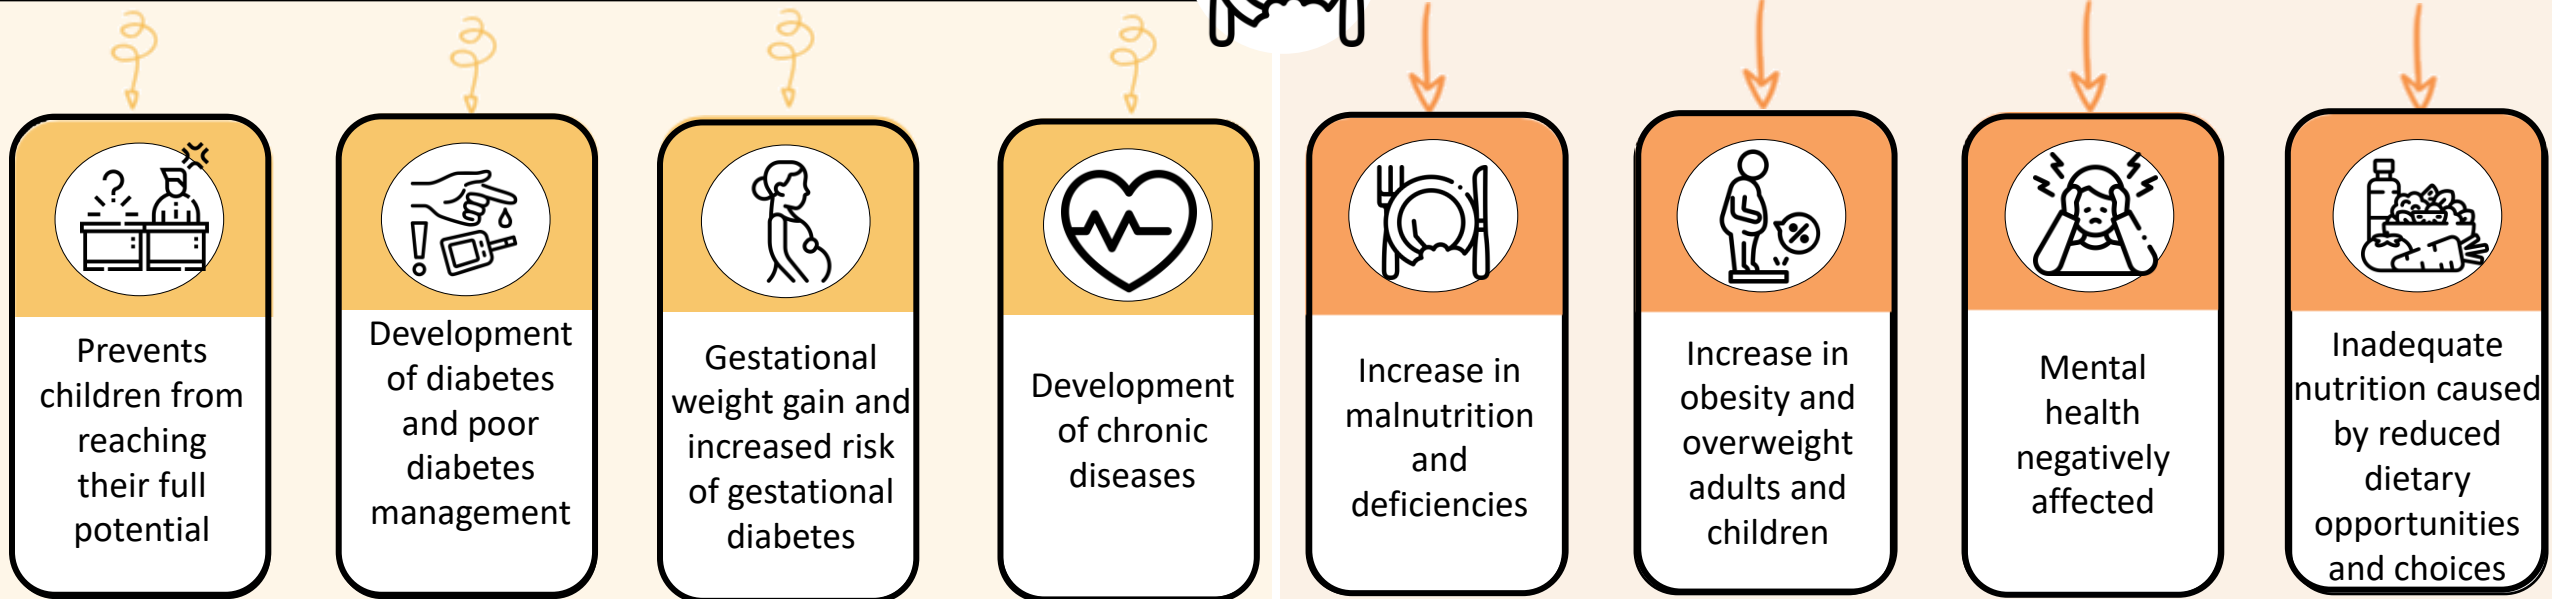 Prevents
children from
reaching
their full
potential
Development
of diabetes
and poor
diabetes
management
Gestational
weight gain and
increased risk
of gestational
diabetes
Development
of chronic
diseases
Increase in
malnutrition
and
deficiencies
Increase in
obesity and
overweight
adults and
children
Mental
health
negatively
affected
Inadequate
nutrition caused
by reduced
dietary
opportunities
and choices